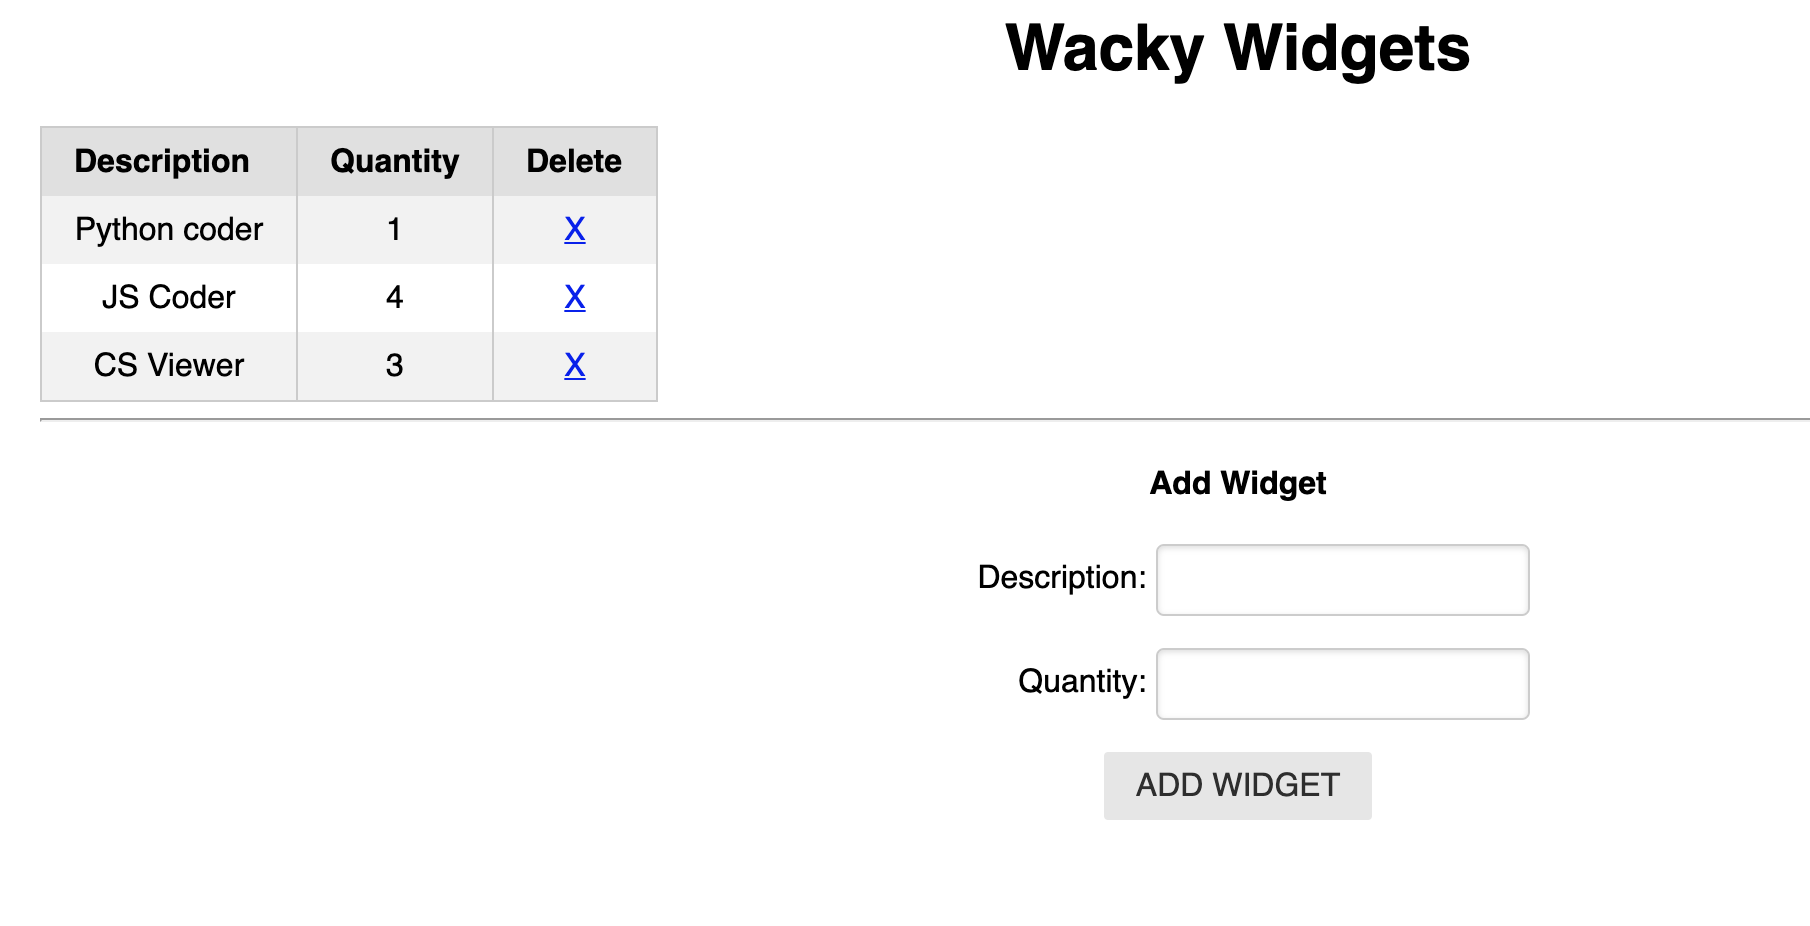 Wacky Widgets
Description Quantity Delete
Python coder 1 X
JS Coder 4 X
CS Viewer 3 X
Add Widget
Description:
Quantity:
ADD WIDGET